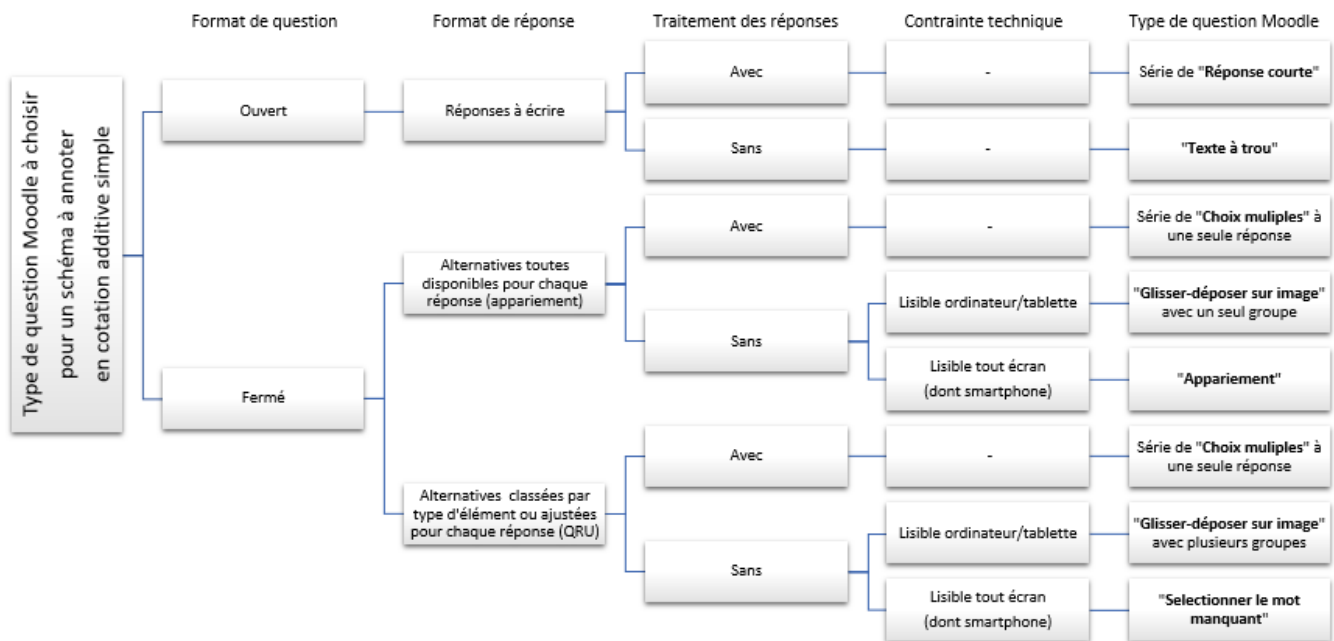 Format de question
Format de réponse
Traitement des réponses
Contrainte technique
Type de question Moodle
Type de question Moodle à choisir
pour un schéma à annoter
en cotation additive simple
Ouvert
Réponses à écrire
Avec
-
Série de "Réponse courte"
Sans
-
"Texte à trou"
Fermé
Alternatives toutes
disponibles pour chaque
réponse (appariement)
Avec
-
Série de "Choix muliples" à
une seule réponse
Sans
Lisible ordinateur/tablette
"Glisser-déposer sur image"
avec un seul groupe
Lisible tout écran
(dont smartphone)
"Appariement"
Alternatives classées par
type d'élément ou ajustées
pour chaque réponse (QRU)
Avec
-
Série de "Choix muliples" à
une seule réponse
Sans
Lisible ordinateur/tablette
"Glisser-déposer sur image"
avec plusieurs groupes
Lisible tout écran
(dont smartphone)
"Selectionner le mot
manquant"